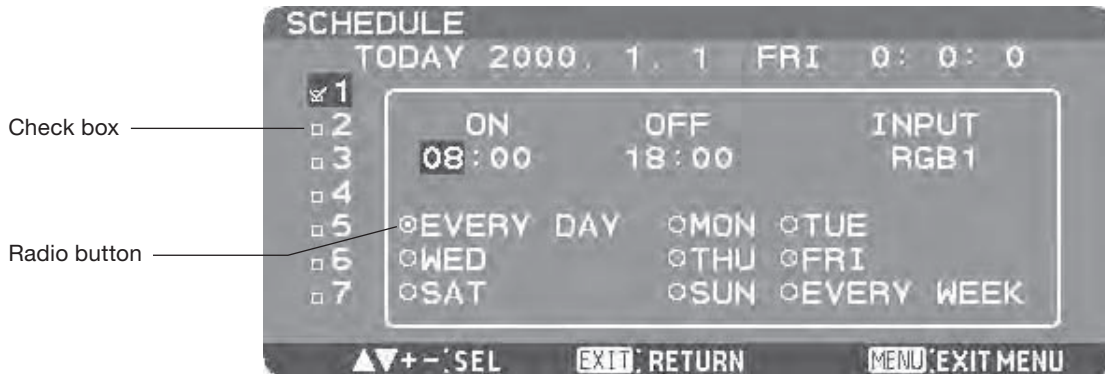 SCHEDULE
TODAY 2000. 1. 1 FRI 0: 0: 0
1
Check box
2
ON OFF INPUT
3
08:00 18:00 RGB1
4
5
EVERY DAY MON TUE
Radio button
6
WED THU FRI
7
SAT SUN EVERY WEEK
▲▼+-:SEL EXIT:RETURN MENU:EXIT MENU